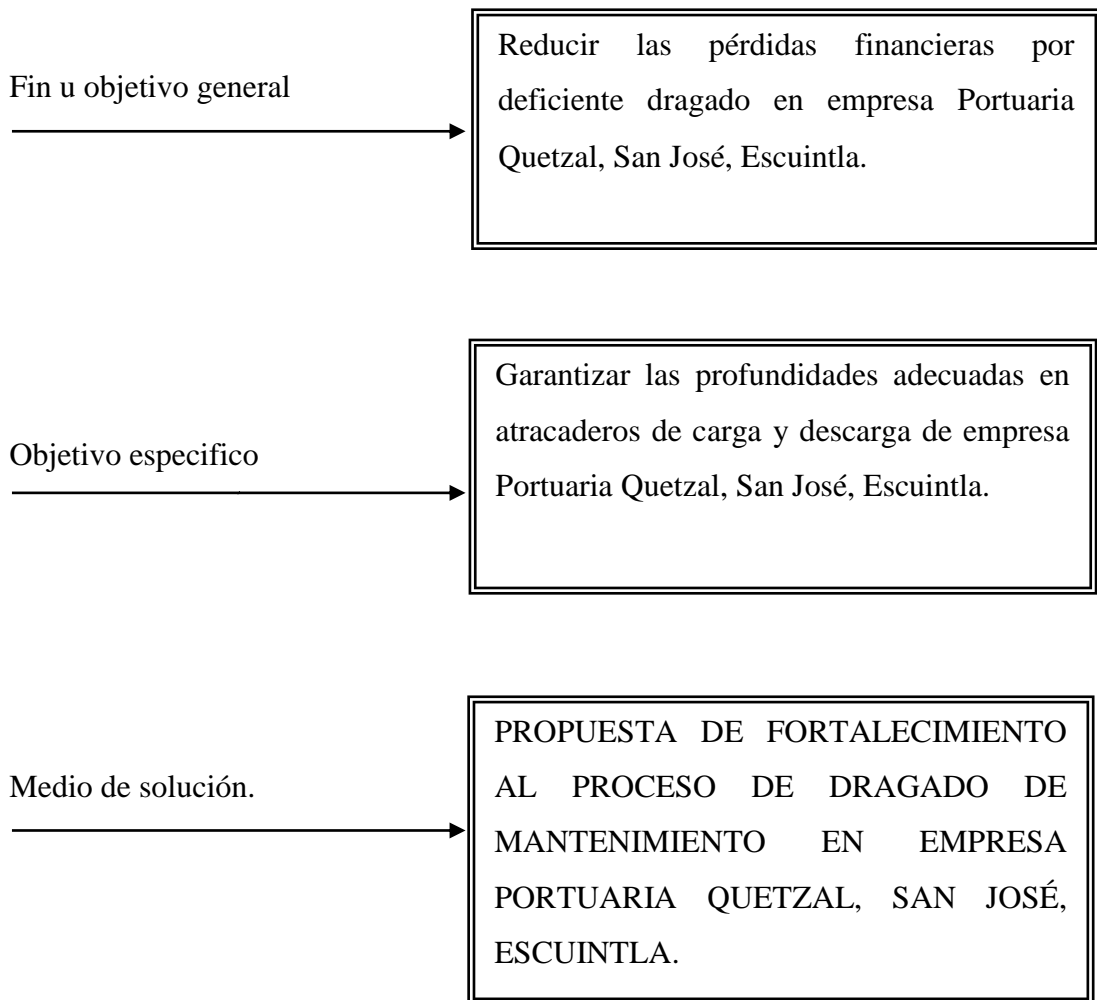 Fin u objetivo general
Reducir las pérdidas financieras por
deficiente dragado en empresa Portuaria
Quetzal, San José, Escuintla.
Objetivo especifico
Garantizar las profundidades adecuadas en
atracaderos de carga y descarga de empresa
Portuaria Quetzal, San José, Escuintla.
Medio de solución.
PROPUESTA DE FORTALECIMIENTO
AL PROCESO DE DRAGADO DE
MANTENIMIENTO EN EMPRESA
PORTUARIA QUETZAL, SAN JOSÉ,
ESCUINTLA.